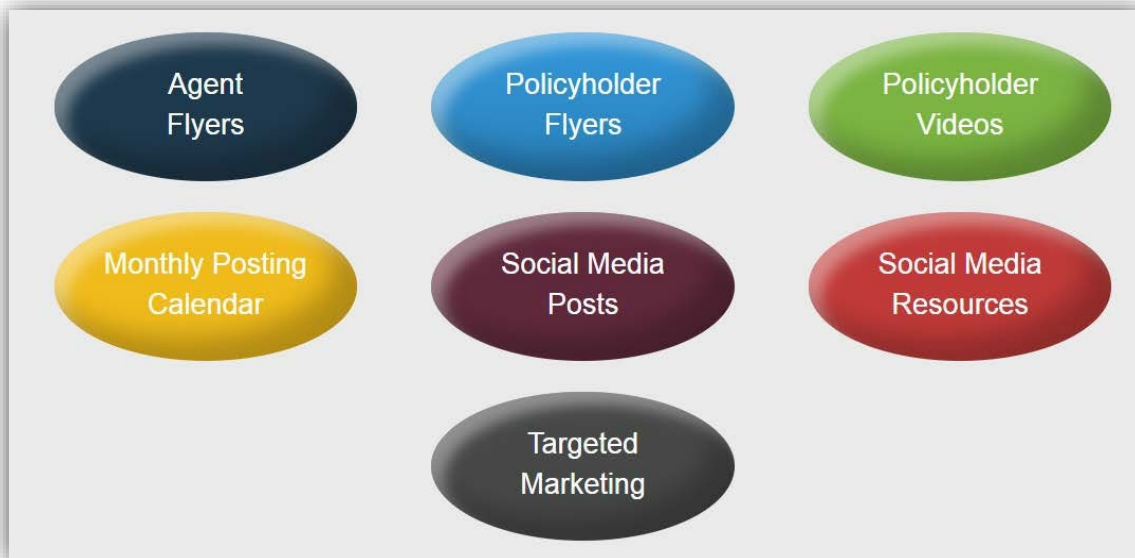 Agent
Flyers
Policyholder
Flyers
Policyholder
Videos
Monthly Posting
Calendar
Social Media
Posts
Social Media
Resources
Targeted
Marketing